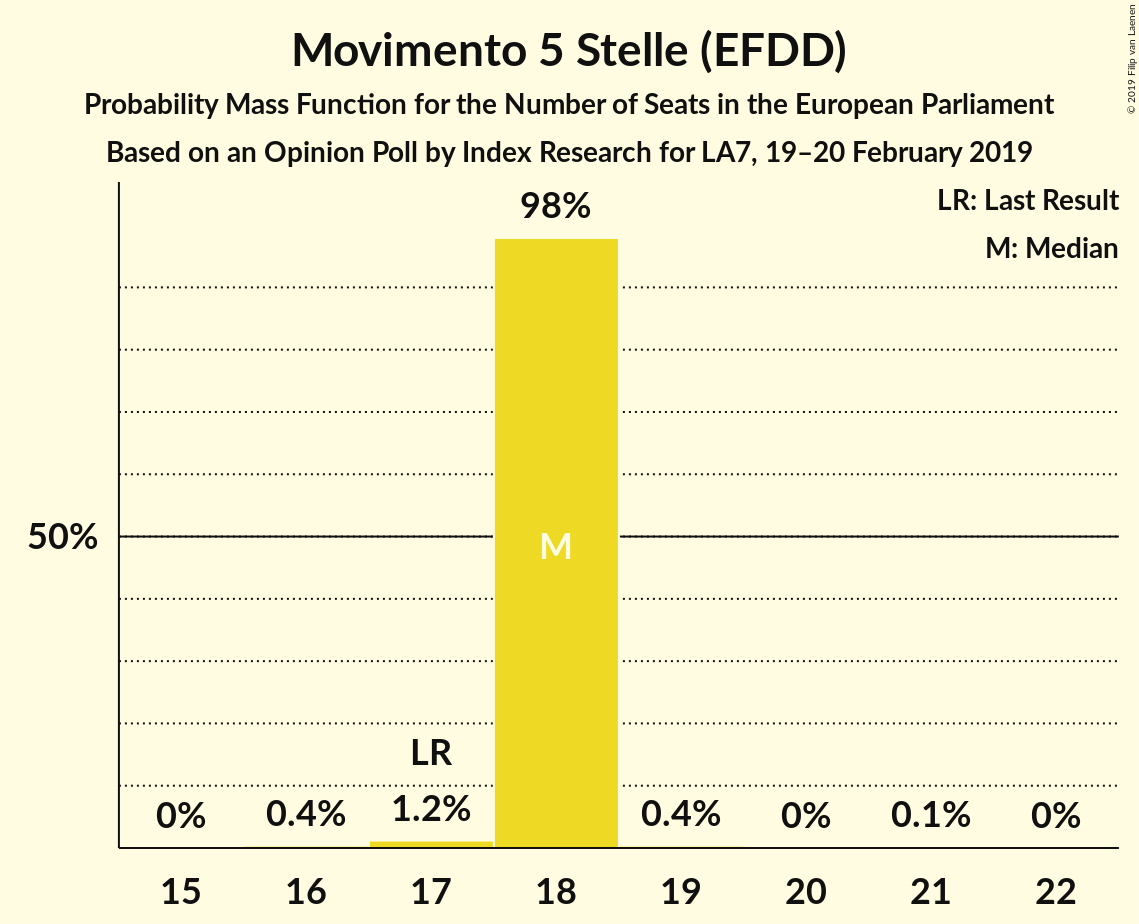 Movimento 5 Stelle (EFDD)
Probability Mass Function for the Number of Seats in the European Parliament
Based on an Opinion Poll by Index Research for LA7, 19–20 February 2019
© 2019 Filip van Laenen
LR: Last Result
M: Median
98%
50%
M
LR
0% 0.4% 1.2% 0.4% 0% 0.1% 0%
15 16 17 18 19 20 21 22